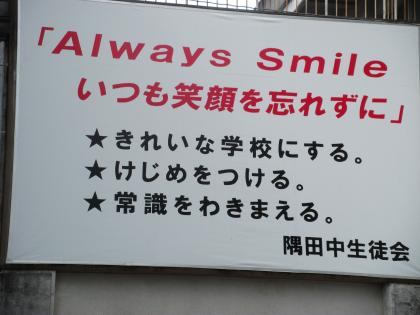 「Always Smile
いつも笑顔を忘れずに」
★きれいな学校にする。
★けじめをつける。
★常識をわきまえる。
隅田中生徒会